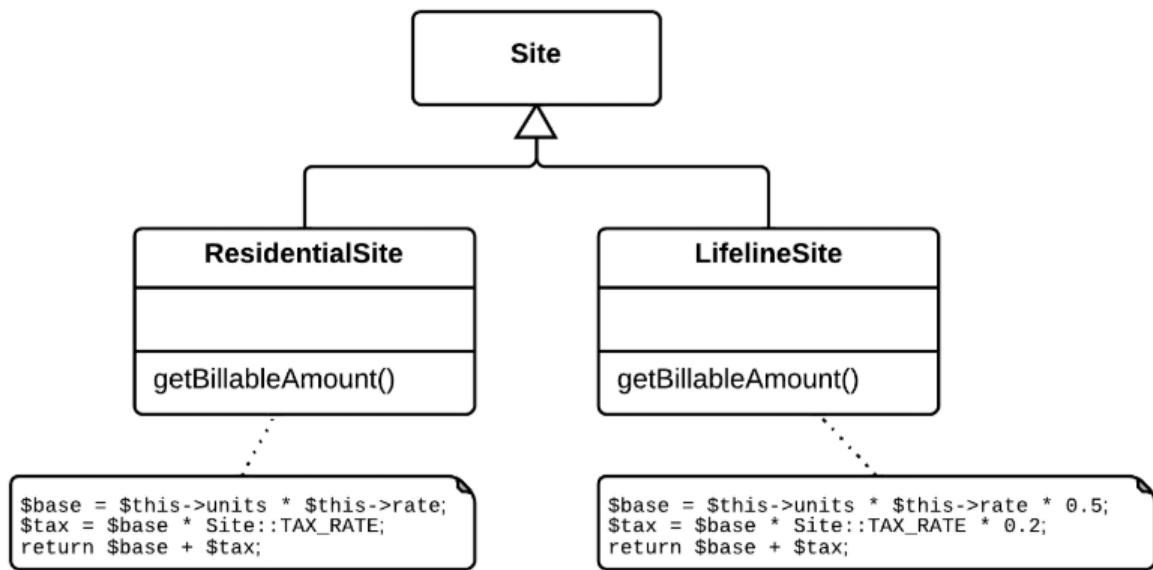 Site
ResidentialSite
getBillableAmount()
$base = $this->units * $this->rate;
$tax = $base * Site::TAX_RATE;
return $base + $tax;
LifelineSite
getBillableAmount()
$base = $this->units * $this->rate * 0.5;
$tax = $base * Site::TAX_RATE * 0.2;
return $base + $tax;